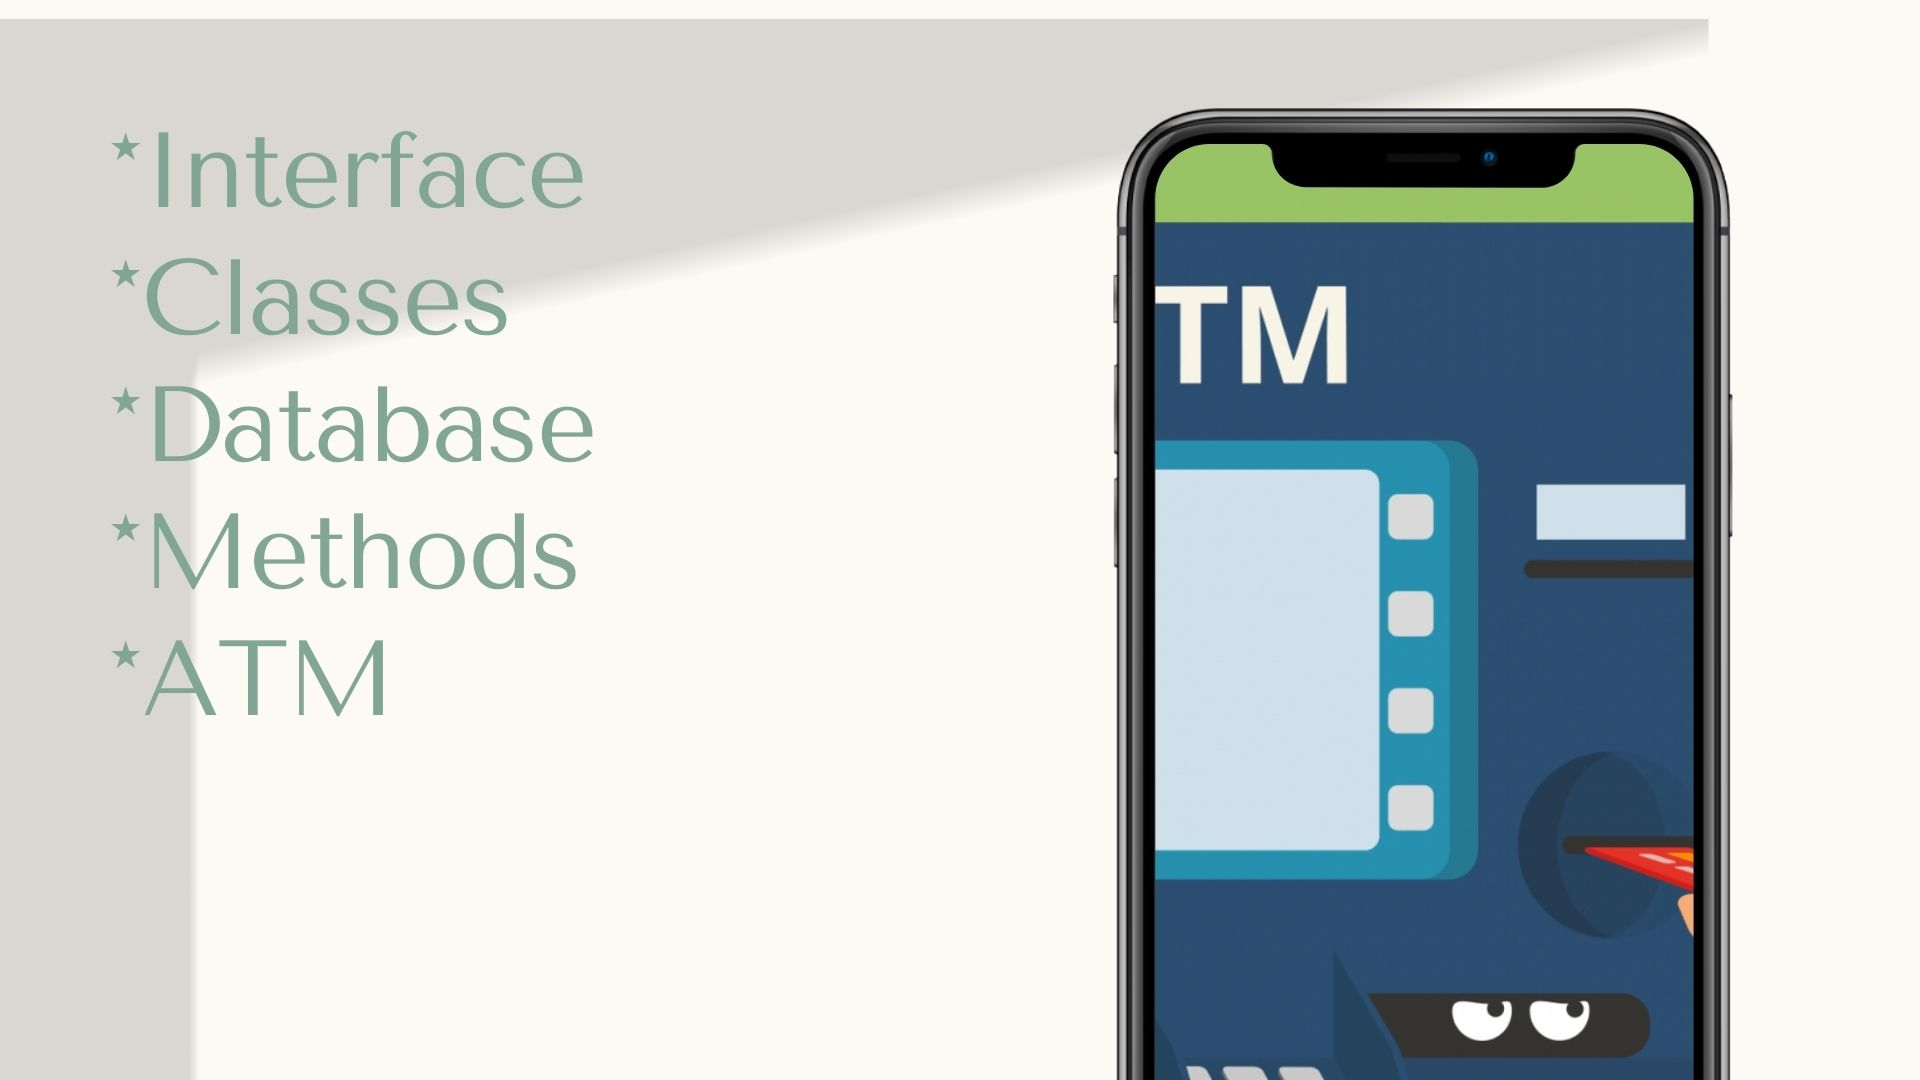 *Interface
*Classes
*Database
*Methods
*ATM
TM